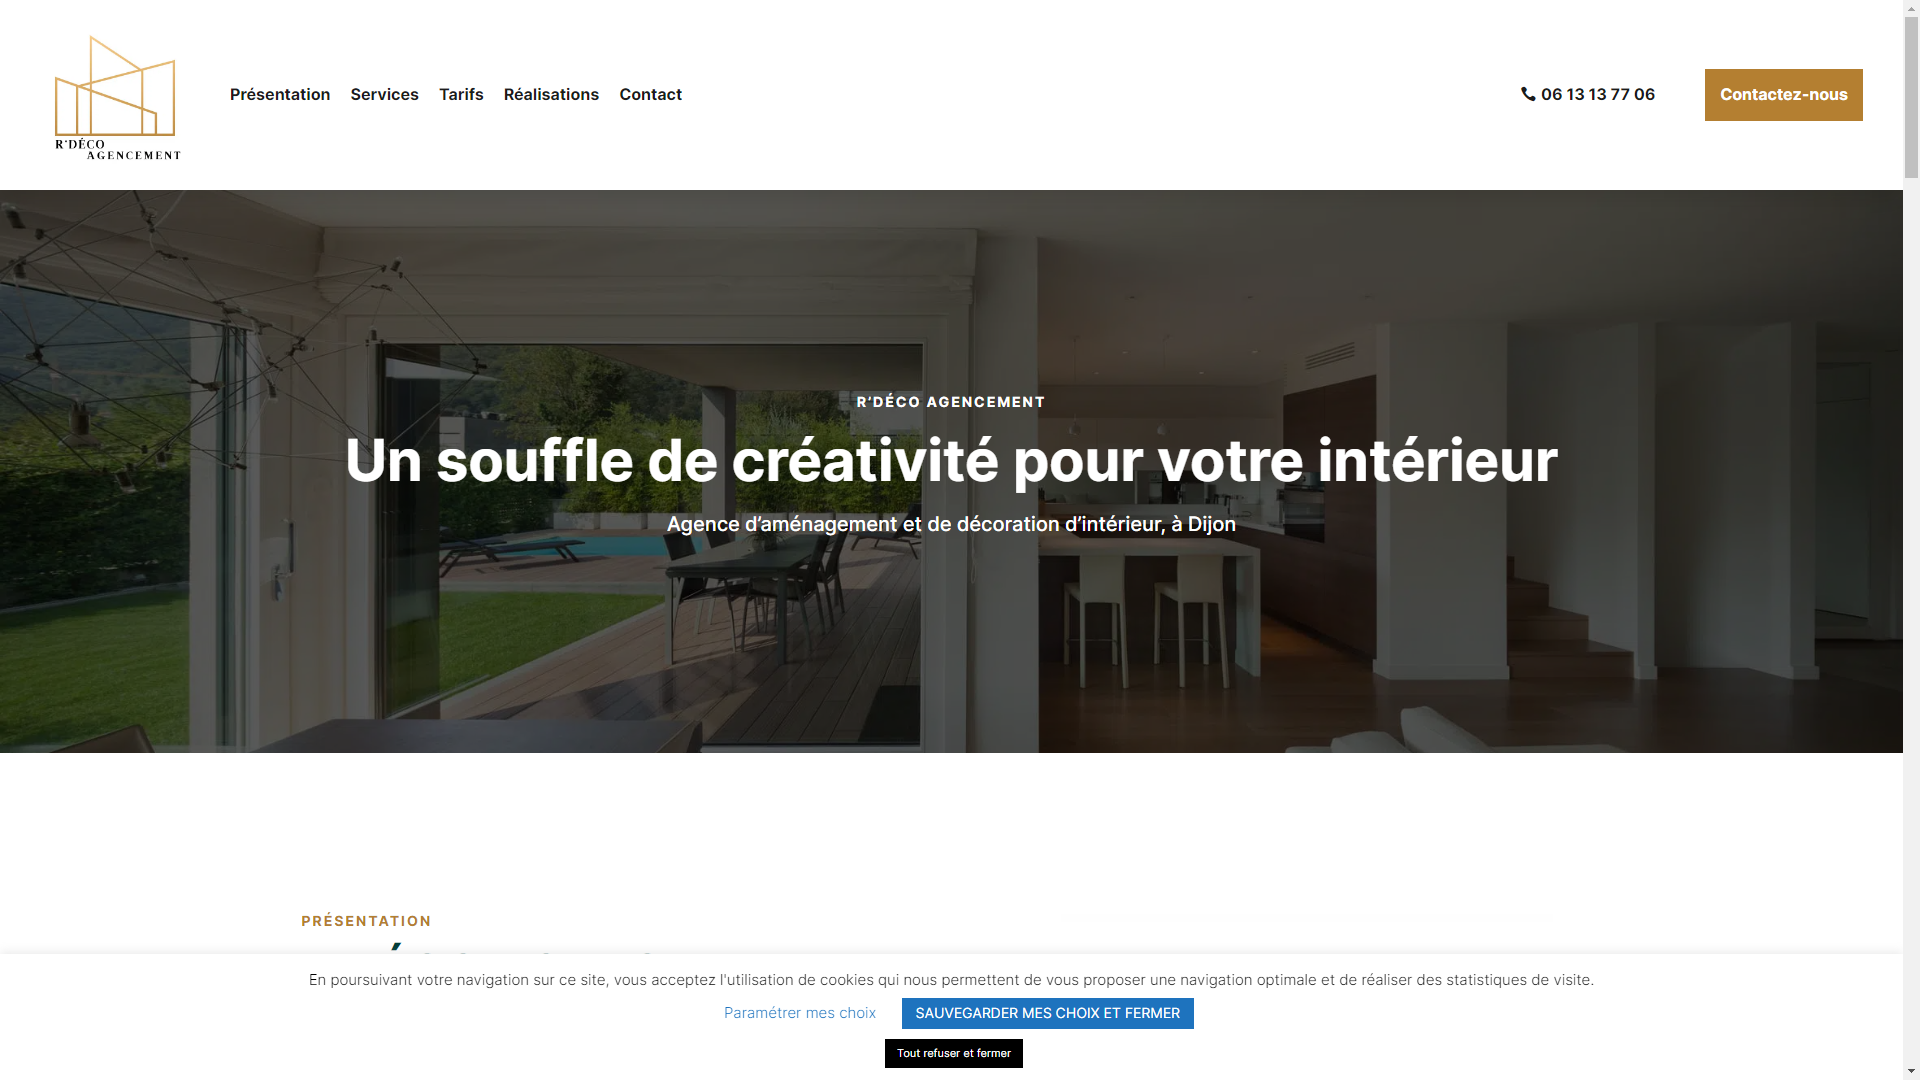 R'DÉCO
AGENCEMENT
Présentation
Services
Tarifs
Réalisations
Contact
06 13 13 77 06
Contactez-nous
R’DÉCO AGENCEMENT
Un souffle de créativité pour votre intérieur
Agence d’aménagement et de décoration d’intérieur, à Dijon
PRÉSENTATION
En poursuivant votre navigation sur ce site, vous acceptez l'utilisation de cookies qui nous permettent de vous proposer une navigation optimale et de réaliser des statistiques de visite.
Paramétrer mes choix
SAUVEGARDER MES CHOIX ET FERMER
Tout refuser et fermer